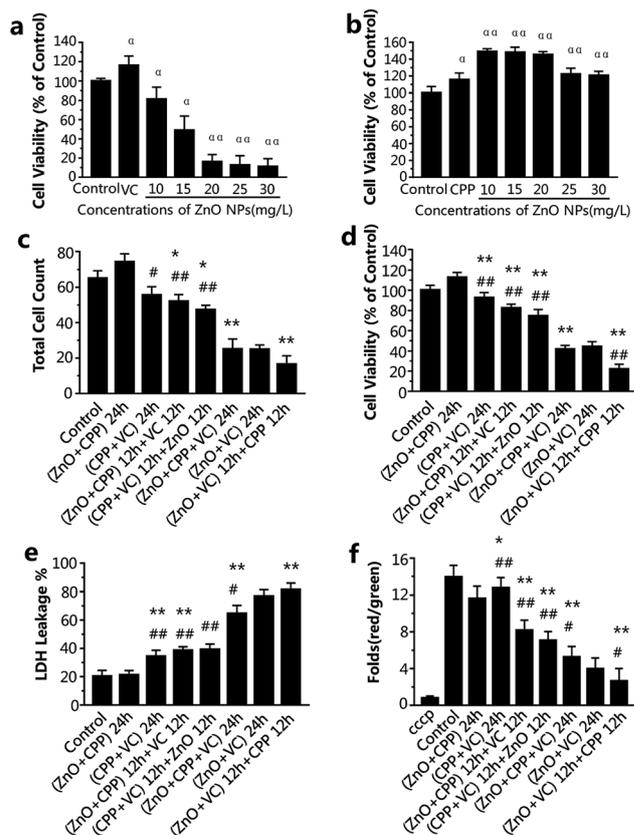 a
Cell Viability (% of Control)
140
120
100
80
60
40
20
0
α
α
α
αα
αα
αα
Control VC 10 15 20 25 30
Concentrations of ZnO NPs(mg/L)
b
Cell Viability (% of Control)
160
140
120
100
80
60
40
20
0
α
αα
αα
αα
αα
αα
Control CPP 10 15 20 25 30
Concentrations of ZnO NPs(mg/L)
c
Total Cell Count
80
60
40
20
0
#
*
##
*
##
**
**
Control
(ZnO+CPP) 24h
(CPP+VC) 24h
(ZnO+CPP) 12h+VC 12h
(CPP+VC) 12h+ZnO 12h
(ZnO+CPP+VC) 24h
(ZnO+VC) 24h
(ZnO+VC) 12h+CPP 12h
d
Cell Viability (% of Control)
140
120
100
80
60
40
20
0
**
##
**
##
**
##
**
**
##
Control
(ZnO+CPP) 24h
(CPP+VC) 24h
(ZnO+CPP) 12h+VC 12h
(CPP+VC) 12h+ZnO 12h
(ZnO+CPP+VC) 24h
(ZnO+VC) 24h
(ZnO+VC) 12h+CPP 12h
e
LDH Leakage %
100
80
60
40
20
0
**
##
**
##
##
**
#
**
Control
(ZnO+CPP) 24h
(CPP+VC) 24h
(ZnO+CPP) 12h+VC 12h
(CPP+VC) 12h+ZnO 12h
(ZnO+CPP+VC) 24h
(ZnO+VC) 24h
(ZnO+VC) 12h+CPP 12h
f
Folds(red/green)
16
12
8
4
0
*
##
**
##
**
##
**
#
**
#
cccp
Control
(ZnO+CPP) 24h
(CPP+VC) 24h
(ZnO+CPP) 12h+VC 12h
(CPP+VC) 12h+ZnO 12h
(ZnO+CPP+VC) 24h
(ZnO+VC) 24h
(ZnO+VC) 12h+CPP 12h